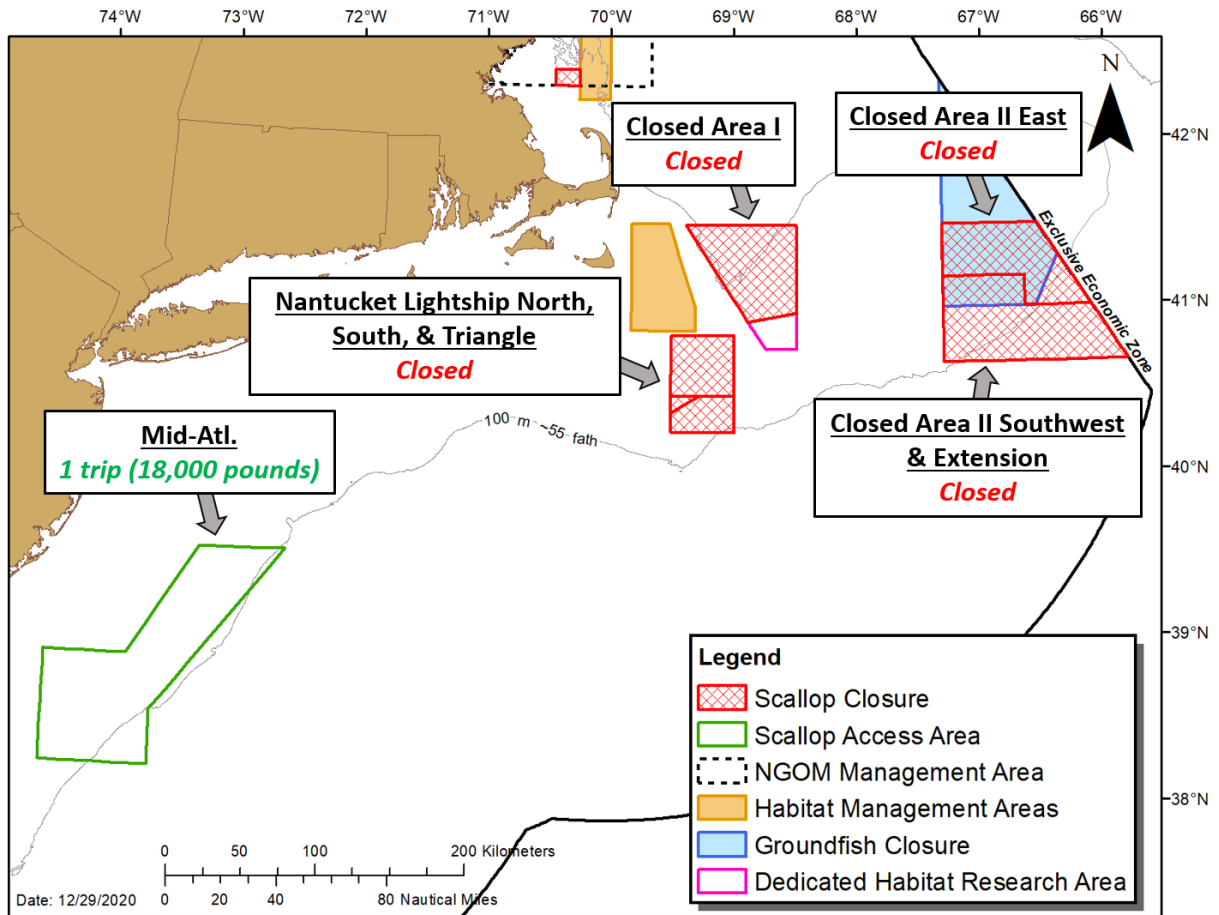 74°W 73°W 72°W 71°W 70°W 69°W 68°W 67°W 66°W
N
Closed Area I
Closed
Closed Area II East
Closed
42°N
Exclusive Economic Zone
Nantucket Lightship North,
South, & Triangle
Closed
41°N
Mid-Atl.
1 trip (18,000 pounds)
100 m ~55 fath
Closed Area II Southwest
& Extension
Closed
40°N
39°N
38°N
Legend
Scallop Closure
Scallop Access Area
NGOM Management Area
Habitat Management Areas
Groundfish Closure
Dedicated Habitat Research Area
0 50 100 200 Kilometers
0 20 40 80 Nautical Miles
Date: 12/29/2020